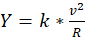 Y = k * v²/R